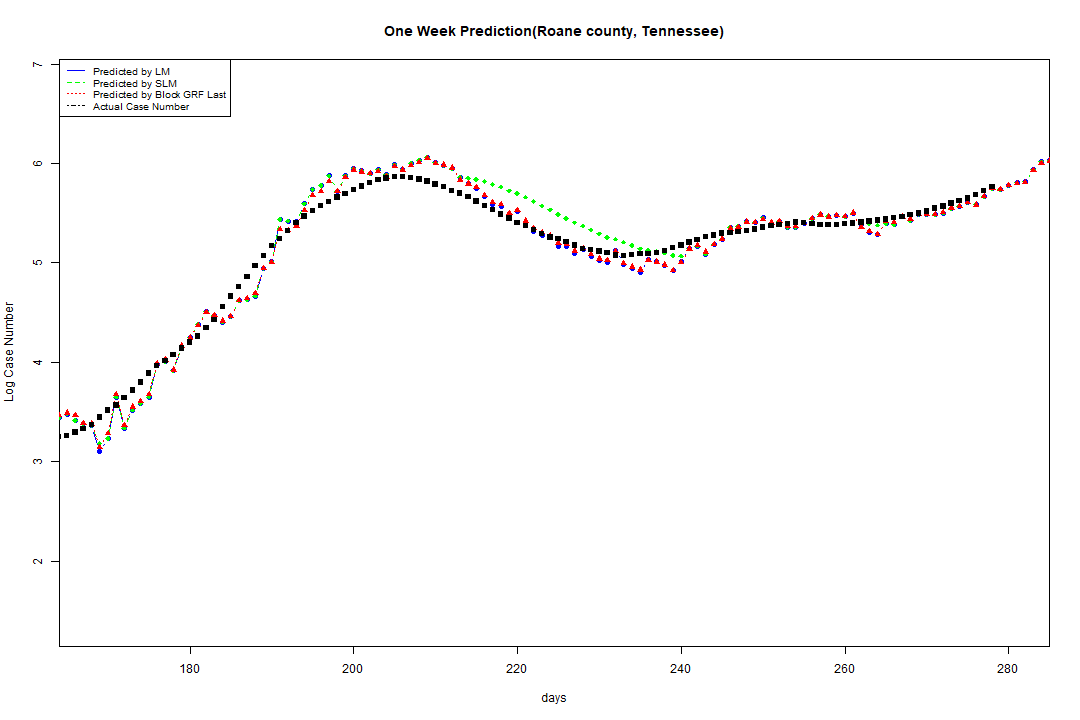 One Week Prediction(Roane county, Tennessee)
Predicted by LM
Predicted by SLM
Predicted by Block GRF Last
Actual Case Number
7
6
5
4
3
2
Log Case Number
180 200 220 240 260 280
days